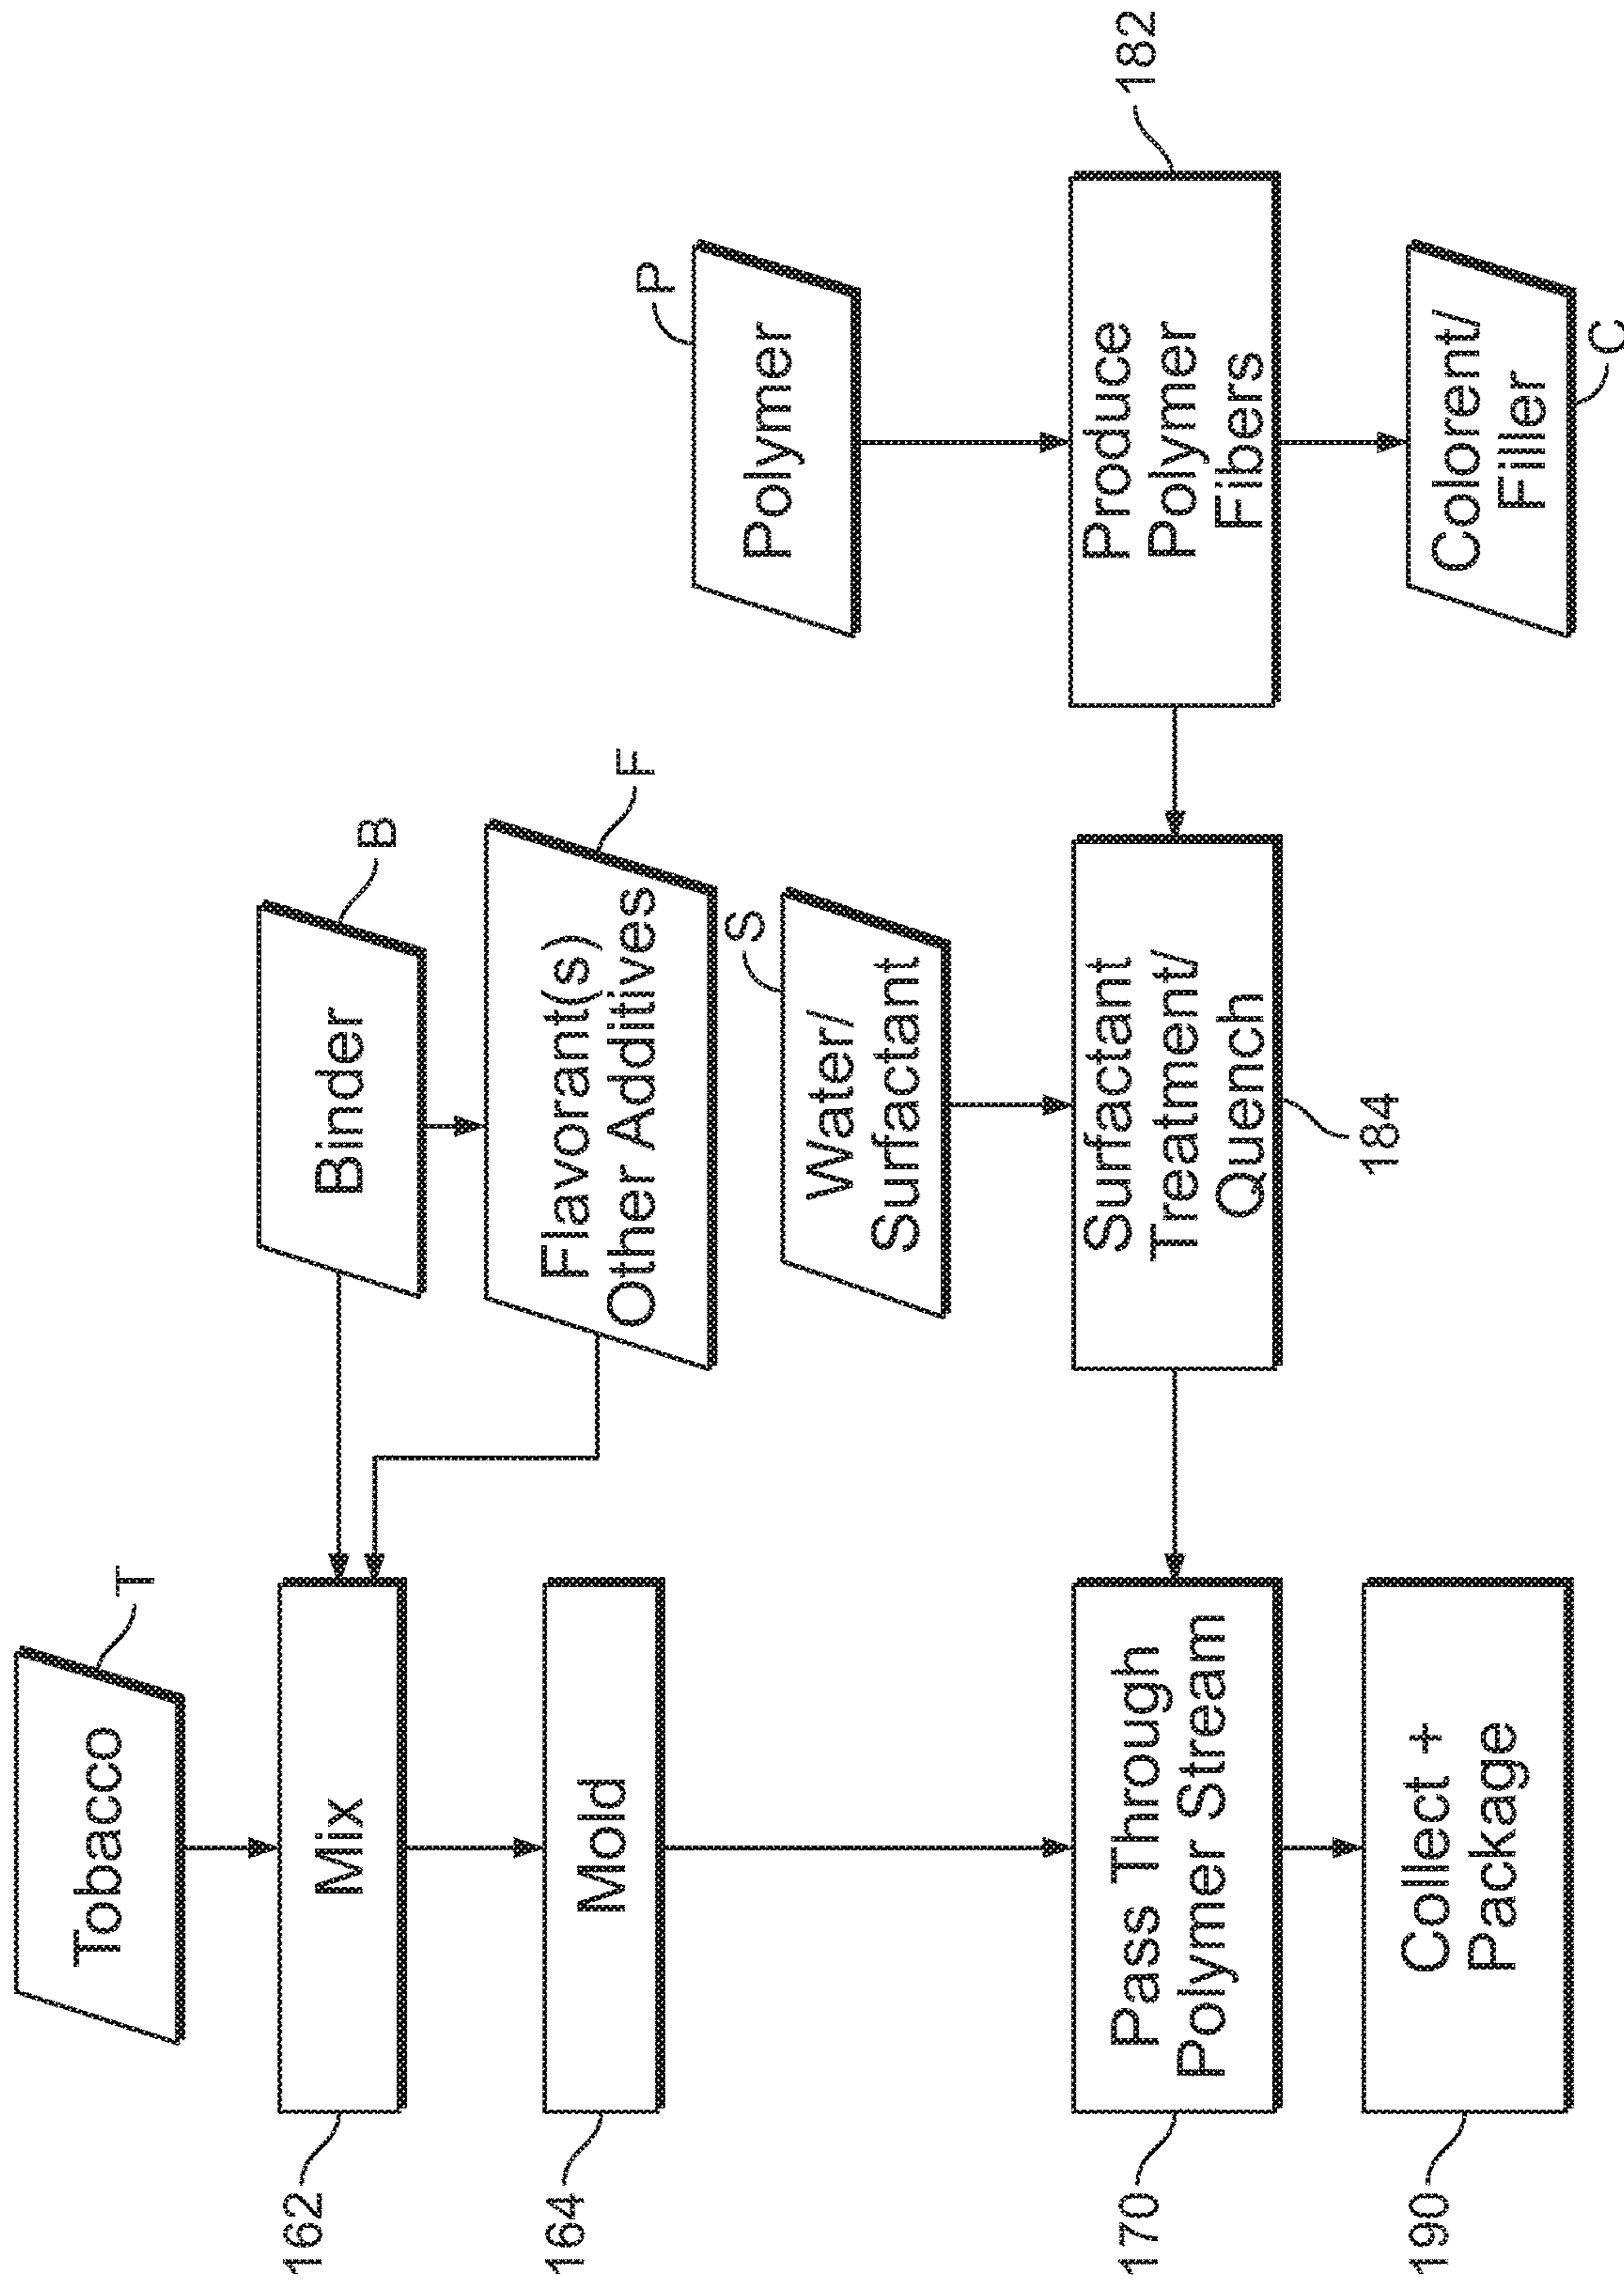 Tobacco
T
162
Mix
Binder
B
164
Mold
Flavorant(s)
Other Additives
F
Water/
Surfactant
S
Polymer
P
170
Pass Through
Polymer Stream
Surfactant
Treatment/
Quench
184
Produce
Polymer
Fibers
182
190
Collect +
Package
Colorent/
Filler
C